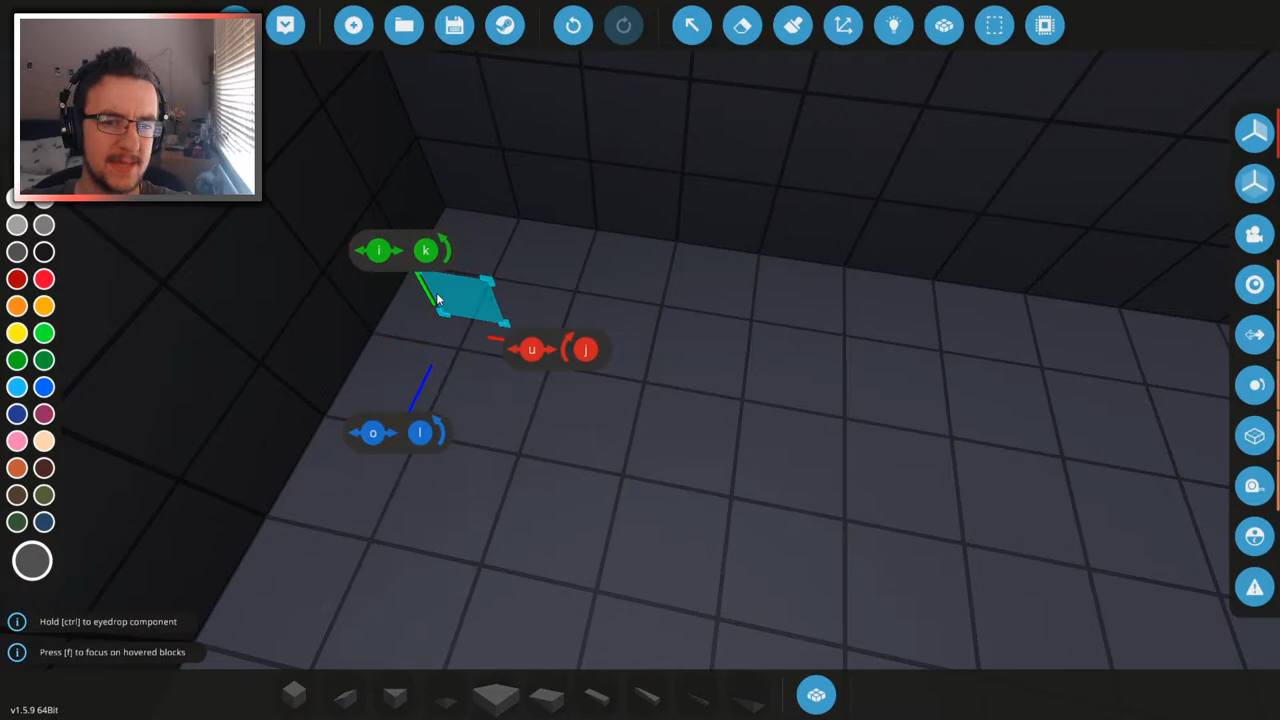 i k
u j
o l
Hold [ctrl] to eyedrop component
Press [f] to focus on hovered blocks
v1.5.9 64Bit